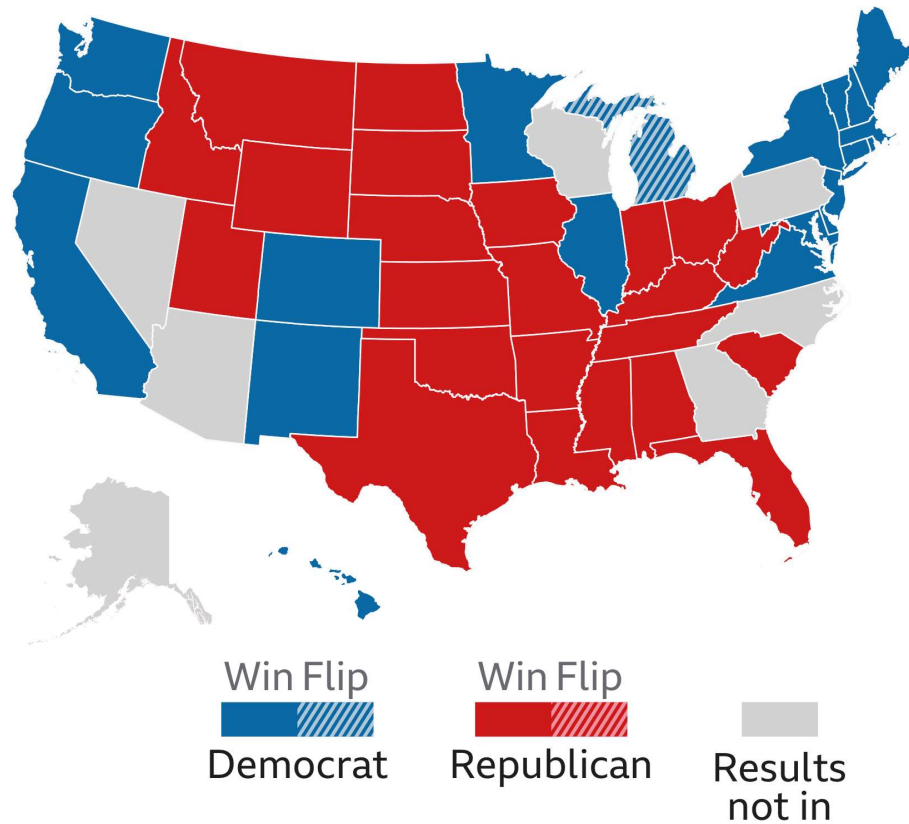 Win Flip
Democrat
Win Flip
Republican
Results
not in